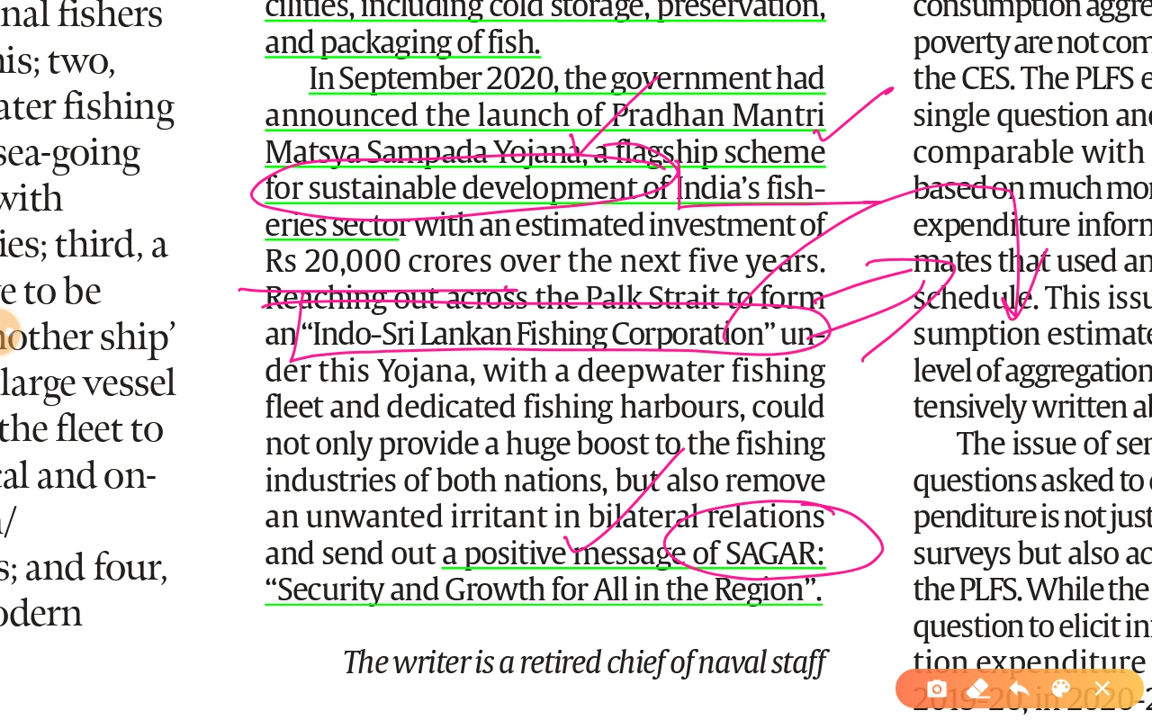 nal fishers
his; two,
ater fishing
sea-going
with
ies; third, a
e to be
nother ship’
large vessel
the fleet to
cal and on-
/
s; and four,
odern
cilities, including cold storage, preservation,
and packaging of fish.
In September 2020, the government had
announced the launch of Pradhan Mantri
Matsya Sampada Yojana, a flagship scheme
for sustainable development of India’s fish-
eries sector with an estimated investment of
Rs 20,000 crores over the next five years.
Reaching out across the Palk Strait to form
an “Indo-Sri Lankan Fishing Corporation” un-
der this Yojana, with a deepwater fishing
fleet and dedicated fishing harbours, could
not only provide a huge boost to the fishing
industries of both nations, but also remove
an unwanted irritant in bilateral relations
and send out a positive message of SAGAR:
“Security and Growth for All in the Region”.
The writer is a retired chief of naval staff
consumption aggre
poverty are not com
the CES. The PLFS e
single question and
comparable with
based on much mor
expenditure inform
mates that used an
schedule. This issu
sumption estimate
level of aggregation
tensively written ab
The issue of sen
questions asked to
penditure is not just
surveys but also ac
the PLFS. While the
question to elicit in
tion expenditure
2019-20, in 2020-2